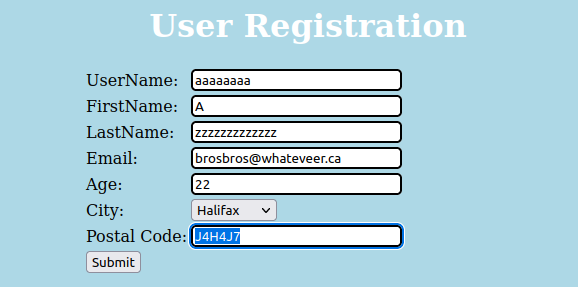 User Registration
UserName: aaaaaaaa
FirstName: A
LastName: zzzzzzzzzzzzz
Email: brosbros@whateveer.ca
Age: 22
City: Halifax
Postal Code: J4H4J7
Submit